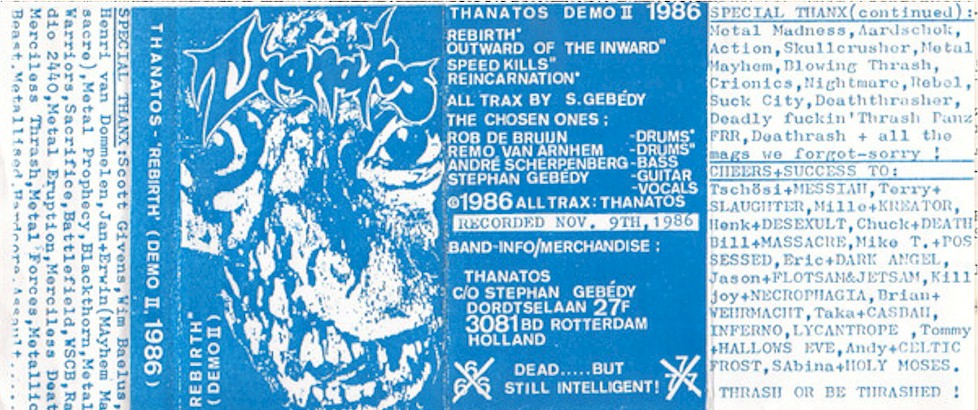 SPECIAL THANX:Scott Givens,Wim Baelus,
Henri van Dommelen,Jan+Erwin(Mayhem Ma
sacre),Metal Prophecy,Blackthorn,Metal
Warriors,Sacrifice,Battlefield,WSCB,Ra
dio 2440,Metal Eruption,Merciless Deat
Merciless Thrash,Metal Forces,Metallic
Beast,Metallised,Hardcore Assault....
THANATOS - 'REBIRTH' (DEMO II, 1986)
Thanatos
REBIRTH"
(DEMO II)
THANATOS DEMO II 1986
REBIRTH"
OUTWARD OF THE INWARD"
SPEED KILLS"
REINCARNATION"
ALL TRAX BY S.GEBÉDY
THE CHOSEN ONES ;
ROB DE BRUIJN -DRUMS"
REMO VAN ARNHEM -DRUMS"
ANDRÉ SCHERPENBERG-BASS
STEPHAN GEBÉDY -GUITAR
-VOCALS
©1986 ALL TRAX: THANATOS
RECORDED NOV. 9TH,1986
BAND-INFO/MERCHANDISE ;
THANATOS
C/O STEPHAN GEBÉDY
DORDTSELAAN 27F
3081BD ROTTERDAM
HOLLAND
DEAD.....BUT
STILL INTELLIGENT!
SPECIAL THANX(continued):
Metal Madness,Aardschok,
Action,Skullcrusher,Metal
Mayhem,Blowing Thrash,
Crionics,Nightmare,Rebel,
Suck City,Deaththrasher,
Deadly fuckin'Thrash Panz
FRR,Deathrash + all the
mags we forgot-sorry !
CHEERS+SUCCESS TO:
Tschösi+MESSIAH,Terry+
SLAUGHTER,Mille+KREATOR,
Henk+DESEXULT,Chuck+DEATH
Bill+MASSACRE,Mike T.+POS
SESSED,Eric+DARK ANGEL,
Jason+FLOTSAM&JETSAM,Kill
joy+NECROPHAGIA,Brian+
WEHRMACHT,Taka+CASBAH,
INFERNO,LYCANTROPE ,Tommy
+HALLOWS EVE,Andy+CELTIC
FROST,SAbina+HOLY MOSES.
THRASH OR BE THRASHED !